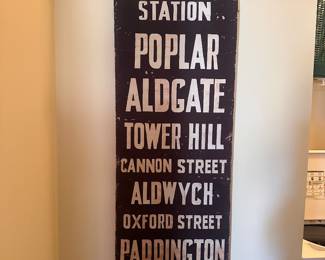 STATION
POPLAR
ALDGATE
TOWER HILL
CANNON STREET
ALDWYCH
OXFORD STREET
PADDINGTON